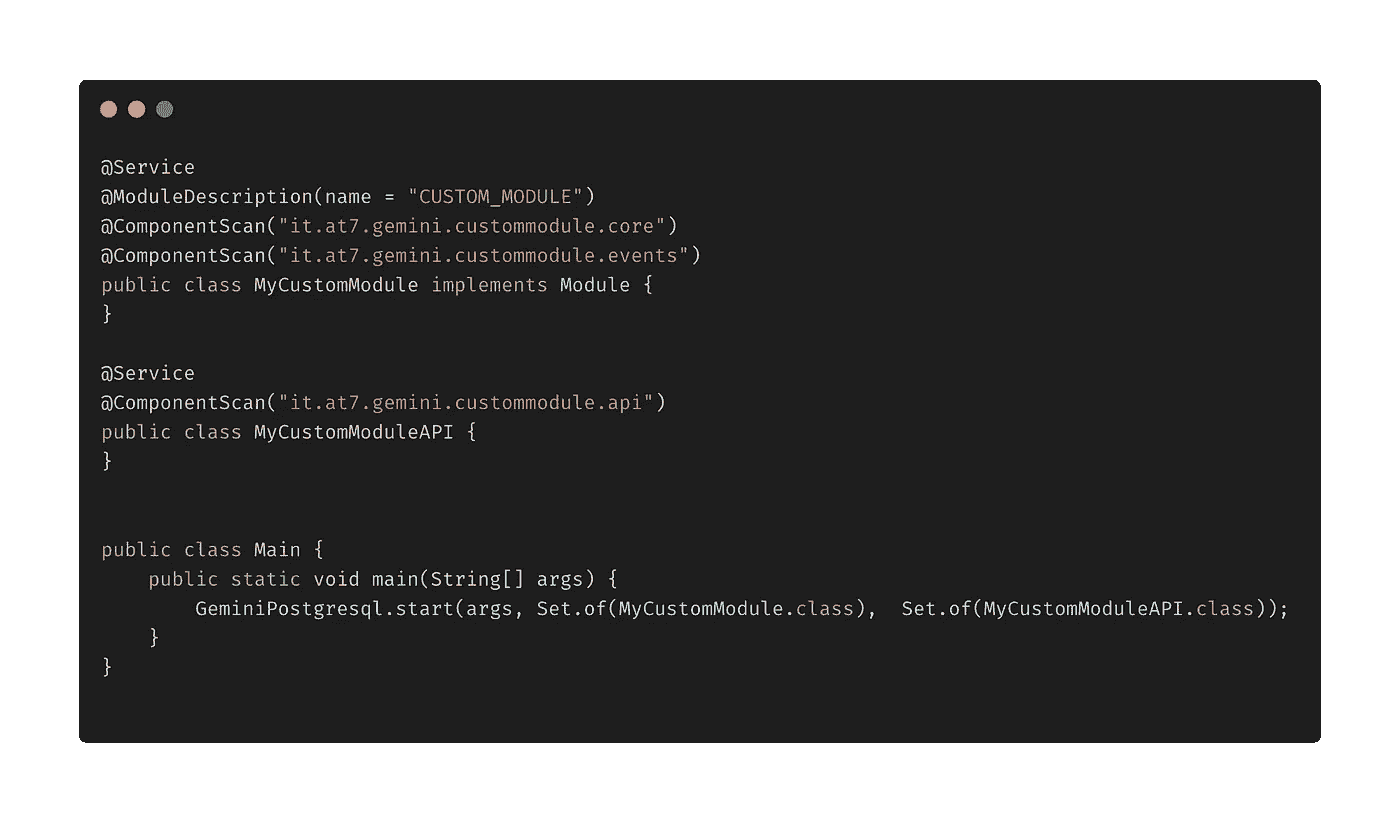 @Service
@ModuleDescription(name = "CUSTOM_MODULE")
@ComponentScan("it.at7.gemini.custommodule.core")
@ComponentScan("it.at7.gemini.custommodule.events")
public class MyCustomModule implements Module {
}
@Service
@ComponentScan("it.at7.gemini.custommodule.api")
public class MyCustomModuleAPI {
}
public class Main {
    public static void main(String[] args) {
        GeminiPostgresql.start(args, Set.of(MyCustomModule.class),  Set.of(MyCustomModuleAPI.class));
    }
}